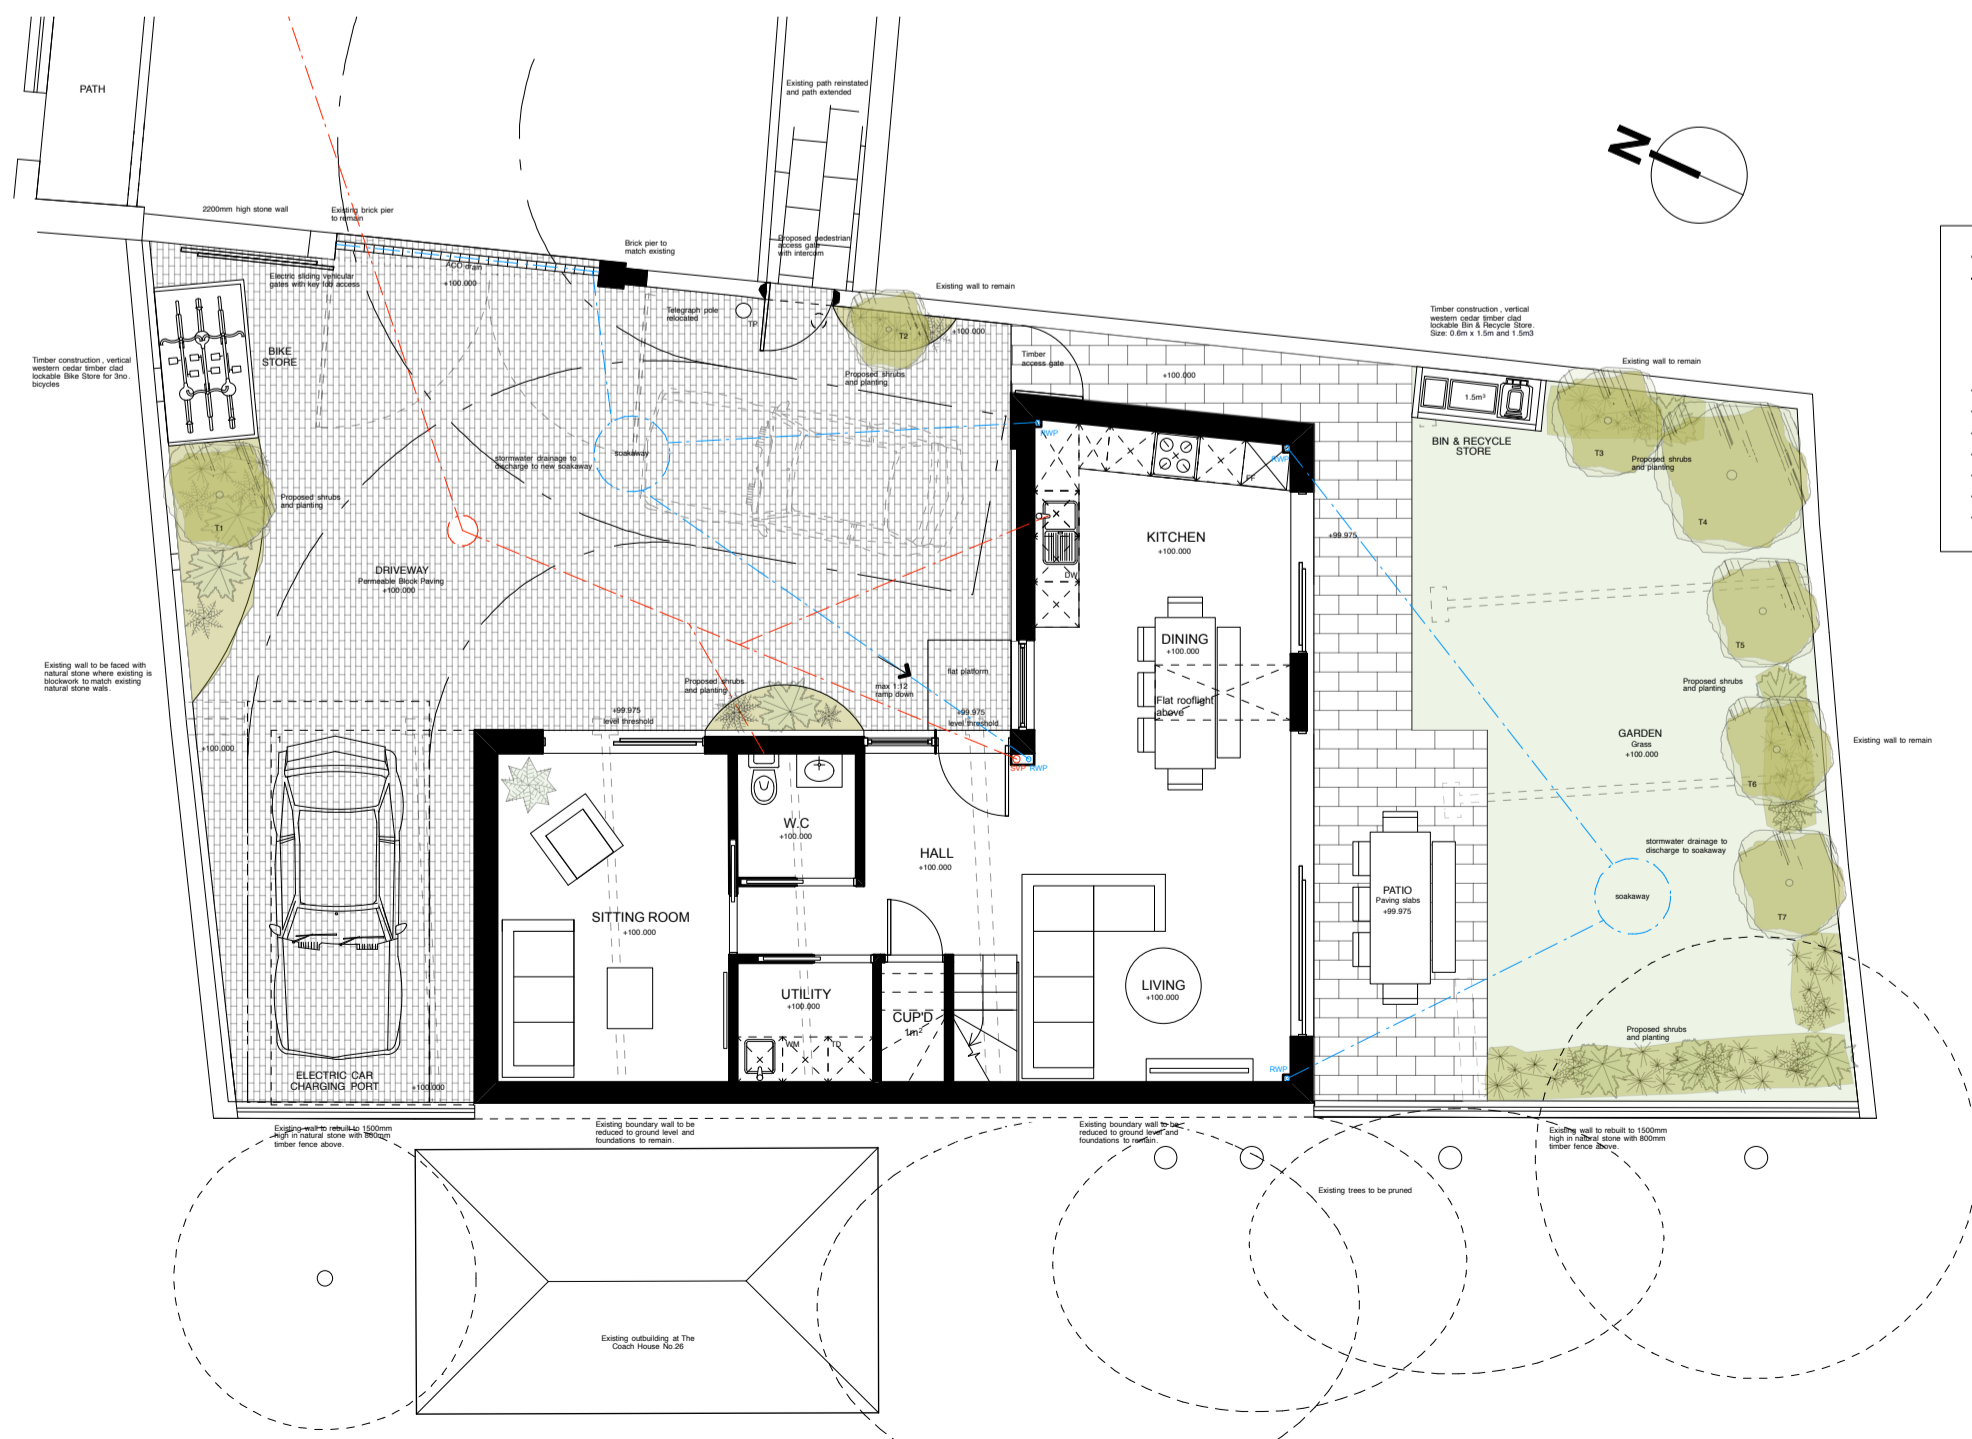 PATH
Existing path reinstated
and path extended
N
2200mm high stone wall
Existing brick pier
to remain
Brick pier to
match existing
Proposed pedestrian
access gate
with intercom
ACO drain
+100.000
Electric sliding vehicular
gates with key fob access
Existing wall to remain
Telegraph pole
relocated
TP
T2
+100.000
Timber construction, vertical
western cedar timber clad
lockable Bin & Recycle Store.
Size: 0.6m x 1.5m and 1.5m3
BIKE
STORE
Timber construction, vertical
western cedar timber clad
lockable Bike Store for 3no.
bicycles
Timber
access gate
+100.000
Existing wall to remain
Proposed shrubs
and planting
1.5m³
BIN & RECYCLE
STORE
RWP
RWP
T3
Proposed shrubs
and planting
soakaway
stormwater drainage to
discharge to new soakaway
FF
Proposed shrubs
and planting
T1
T4
KITCHEN
+100.000
+99.975
DRIVEWAY
Permeable Block Paving
+100.000
DW
DINING
+100.000
T5
Existing wall to be faced with
natural stone where existing is
blockwork to match existing
natural stone wals.
flat platform
max 1:12
ramp down
Proposed shrubs
and planting
Proposed shrubs
and planting
Flat rooflight
above
+99.975
level threshold
+99.975
level threshold
GARDEN
Grass
+100.000
Existing wall to remain
1
+100.000
SVP RWP
T6
W.C
+100.000
HALL
+100.000
stormwater drainage to
discharge to soakaway
PATIO
Paving slabs
+99.975
soakaway
T7
SITTING ROOM
+100.000
UTILITY
+100.000
LIVING
+100.000
CUP'D
1m²
WM
TD
Proposed shrubs
and planting
RWP
ELECTRIC CAR
CHARGING PORT
+100.000
Existing wall to rebuilt to 1500mm
high in natural stone with 800mm
timber fence above.
Existing boundary wall to be
reduced to ground level and
foundations to remain.
Existing boundary wall to be
reduced to ground level and
foundations to remain.
Existing wall to rebuilt to 1500mm
high in natural stone with 800mm
timber fence above.
Existing trees to be pruned
Existing outbuilding at The
Coach House No.26